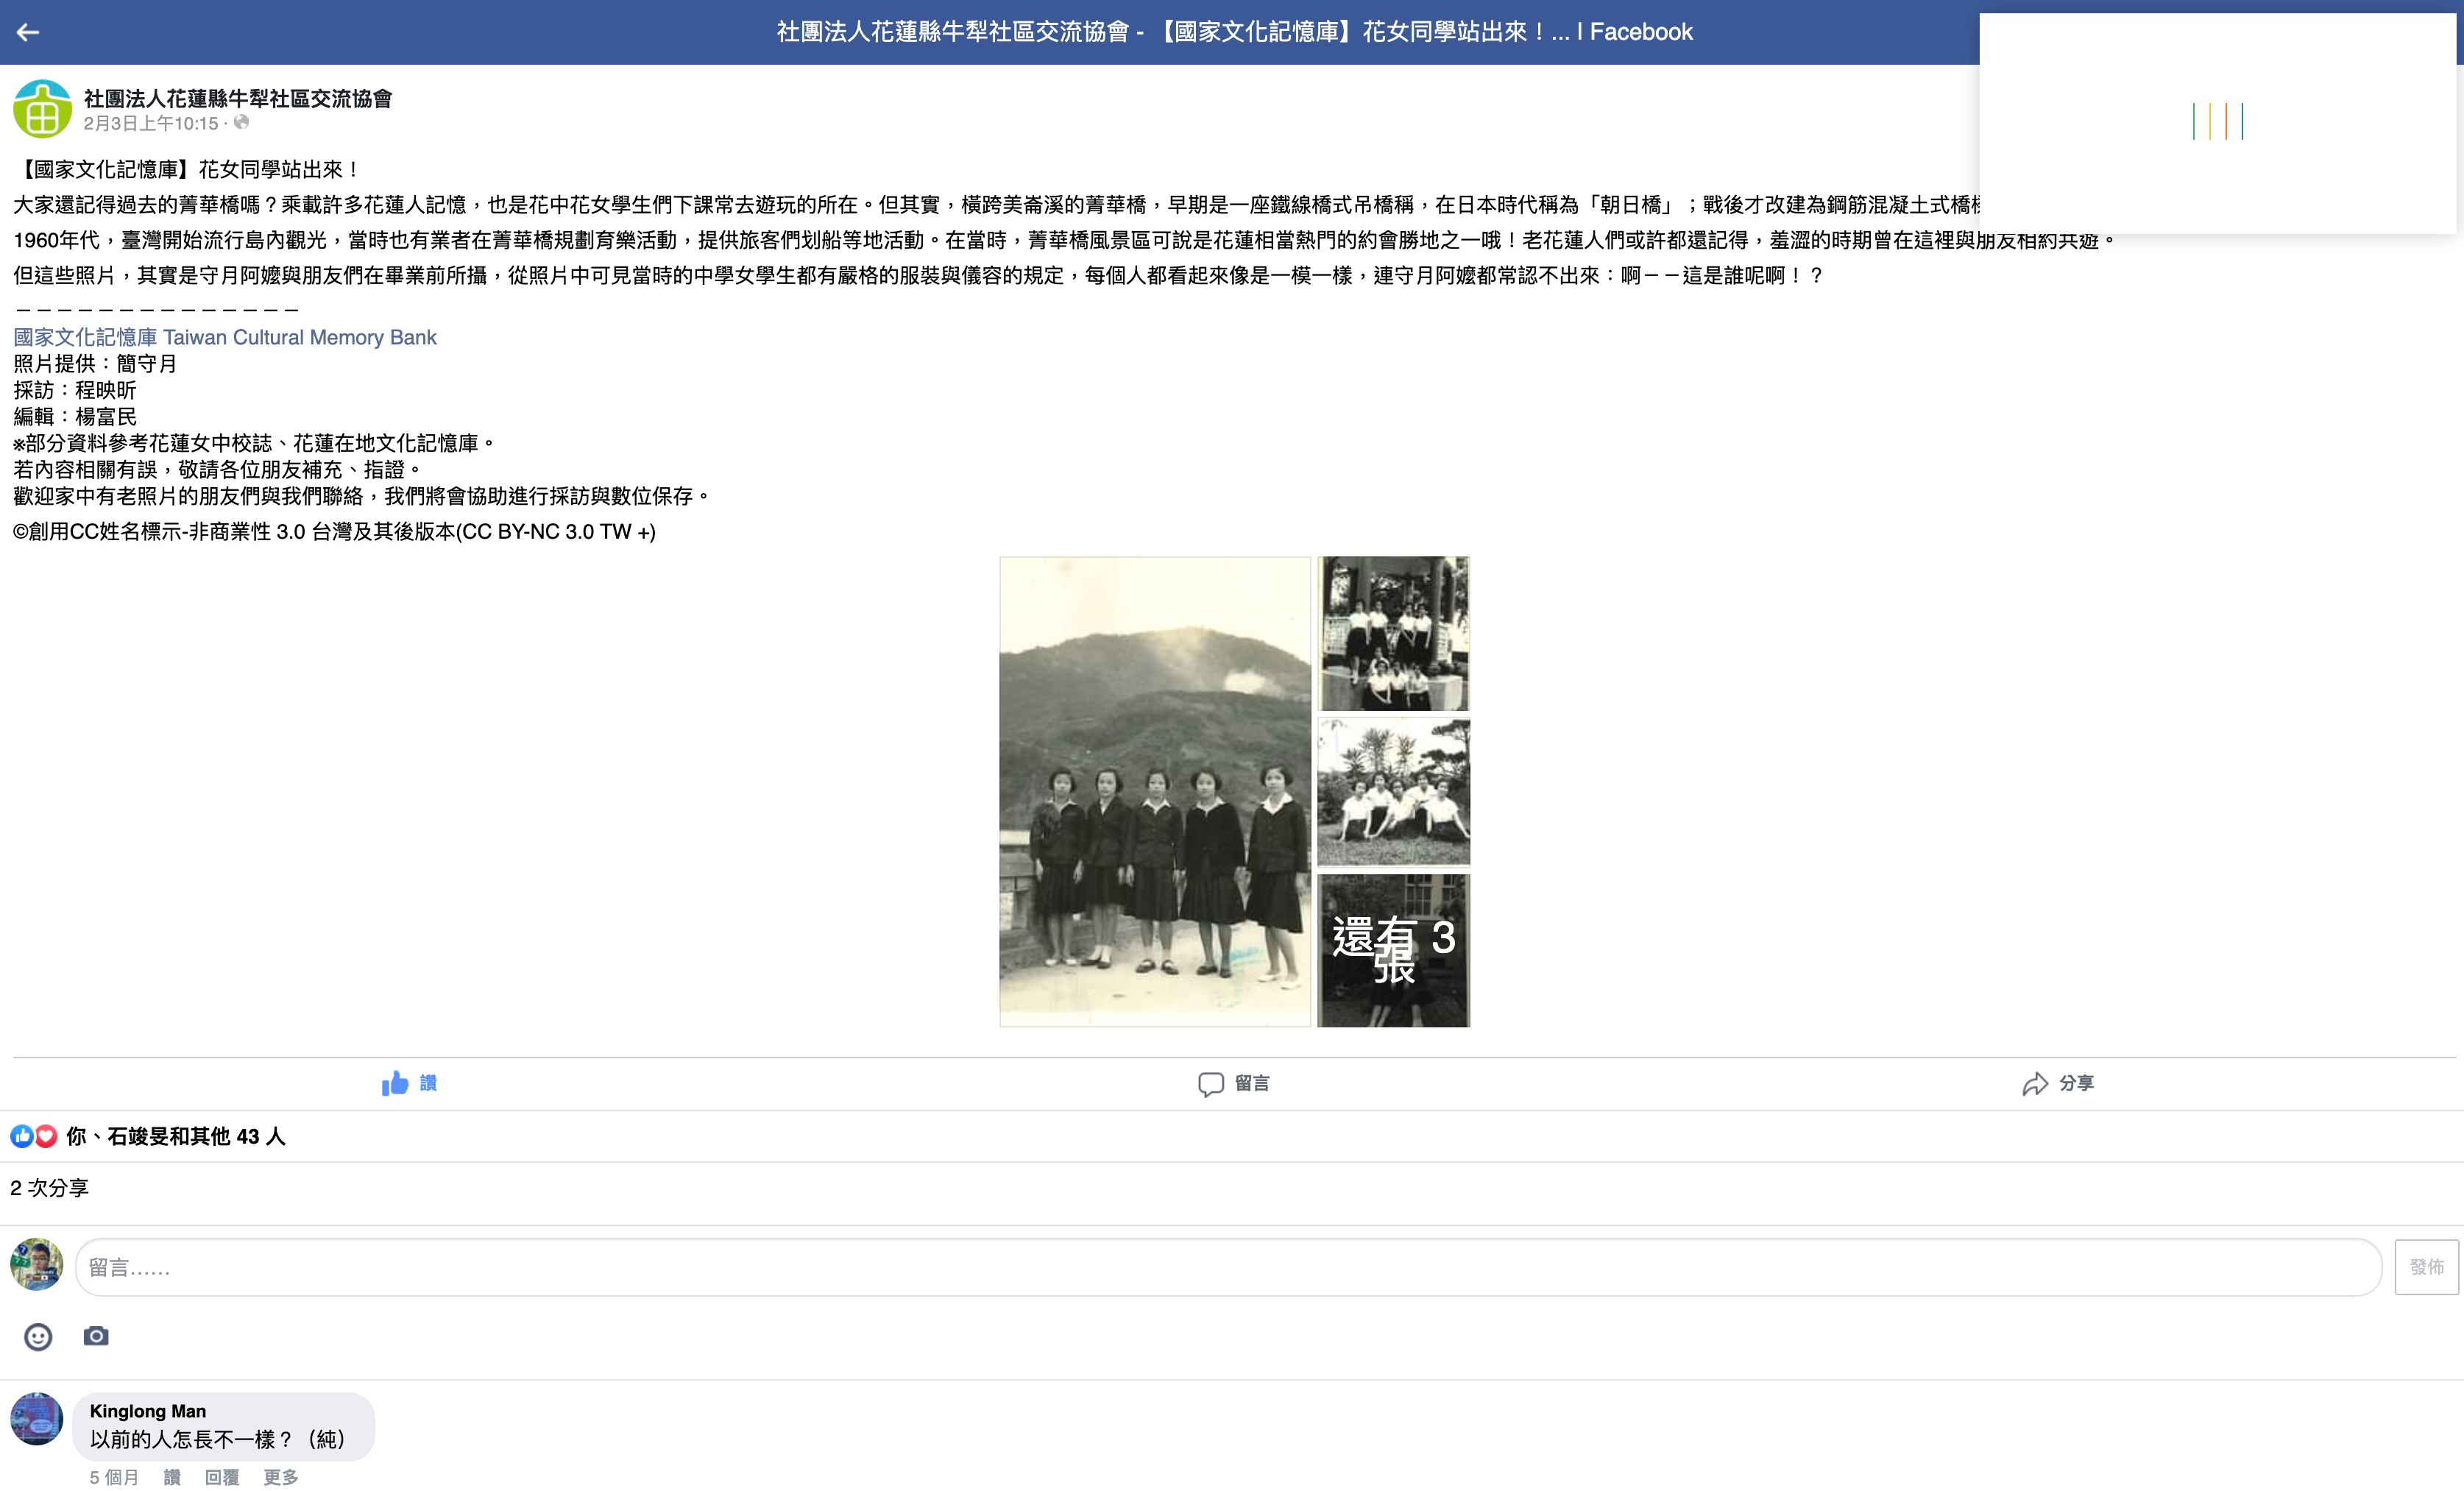 社團法人花蓮縣牛犁社區交流協會 - 【國家文化記憶庫】花女同學站出來！... | Facebook
社團法人花蓮縣牛犁社區交流協會
2月3日上午10:15 ·
【國家文化記憶庫】花女同學站出來！
大家還記得過去的菁華橋嗎？乘載許多花蓮人記憶，也是花中花女學生們下課常去遊玩的所在。但其實，橫跨美崙溪的菁華橋，早期是一座鐵線橋式吊橋稱，在日本時代稱為「朝日橋」；戰後才改建為鋼筋混凝土式橋樑
1960年代，臺灣開始流行島內觀光，當時也有業者在菁華橋規劃育樂活動，提供旅客們划船等地活動。在當時，菁華橋風景區可說是花蓮相當熱門的約會勝地之一哦！老花蓮人們或許都還記得，羞澀的時期曾在這裡與朋友相約共遊。
但這些照片，其實是守月阿嬤與朋友們在畢業前所攝，從照片中可見當時的中學女學生都有嚴格的服裝與儀容的規定，每個人都看起來像是一模一樣，連守月阿嬤都常認不出來：啊－－這是誰呢啊！？
－－－－－－－－－－－－－－
國家文化記憶庫 Taiwan Cultural Memory Bank
照片提供：簡守月
採訪：程映昕
編輯：楊富民
※部分資料參考花蓮女中校誌、花蓮在地文化記憶庫。
若內容相關有誤，敬請各位朋友補充、指證。
歡迎家中有老照片的朋友們與我們聯絡，我們將會協助進行採訪與數位保存。
©創用CC姓名標示-非商業性 3.0 台灣及其後版本(CC BY-NC 3.0 TW +)
還有 3
張
讚
留言
分享
你、石竣旻和其他 43 人
2 次分享
留言……
發佈
Kinglong Man
以前的人怎長不一樣？（純）
5 個月 讚 回覆 更多